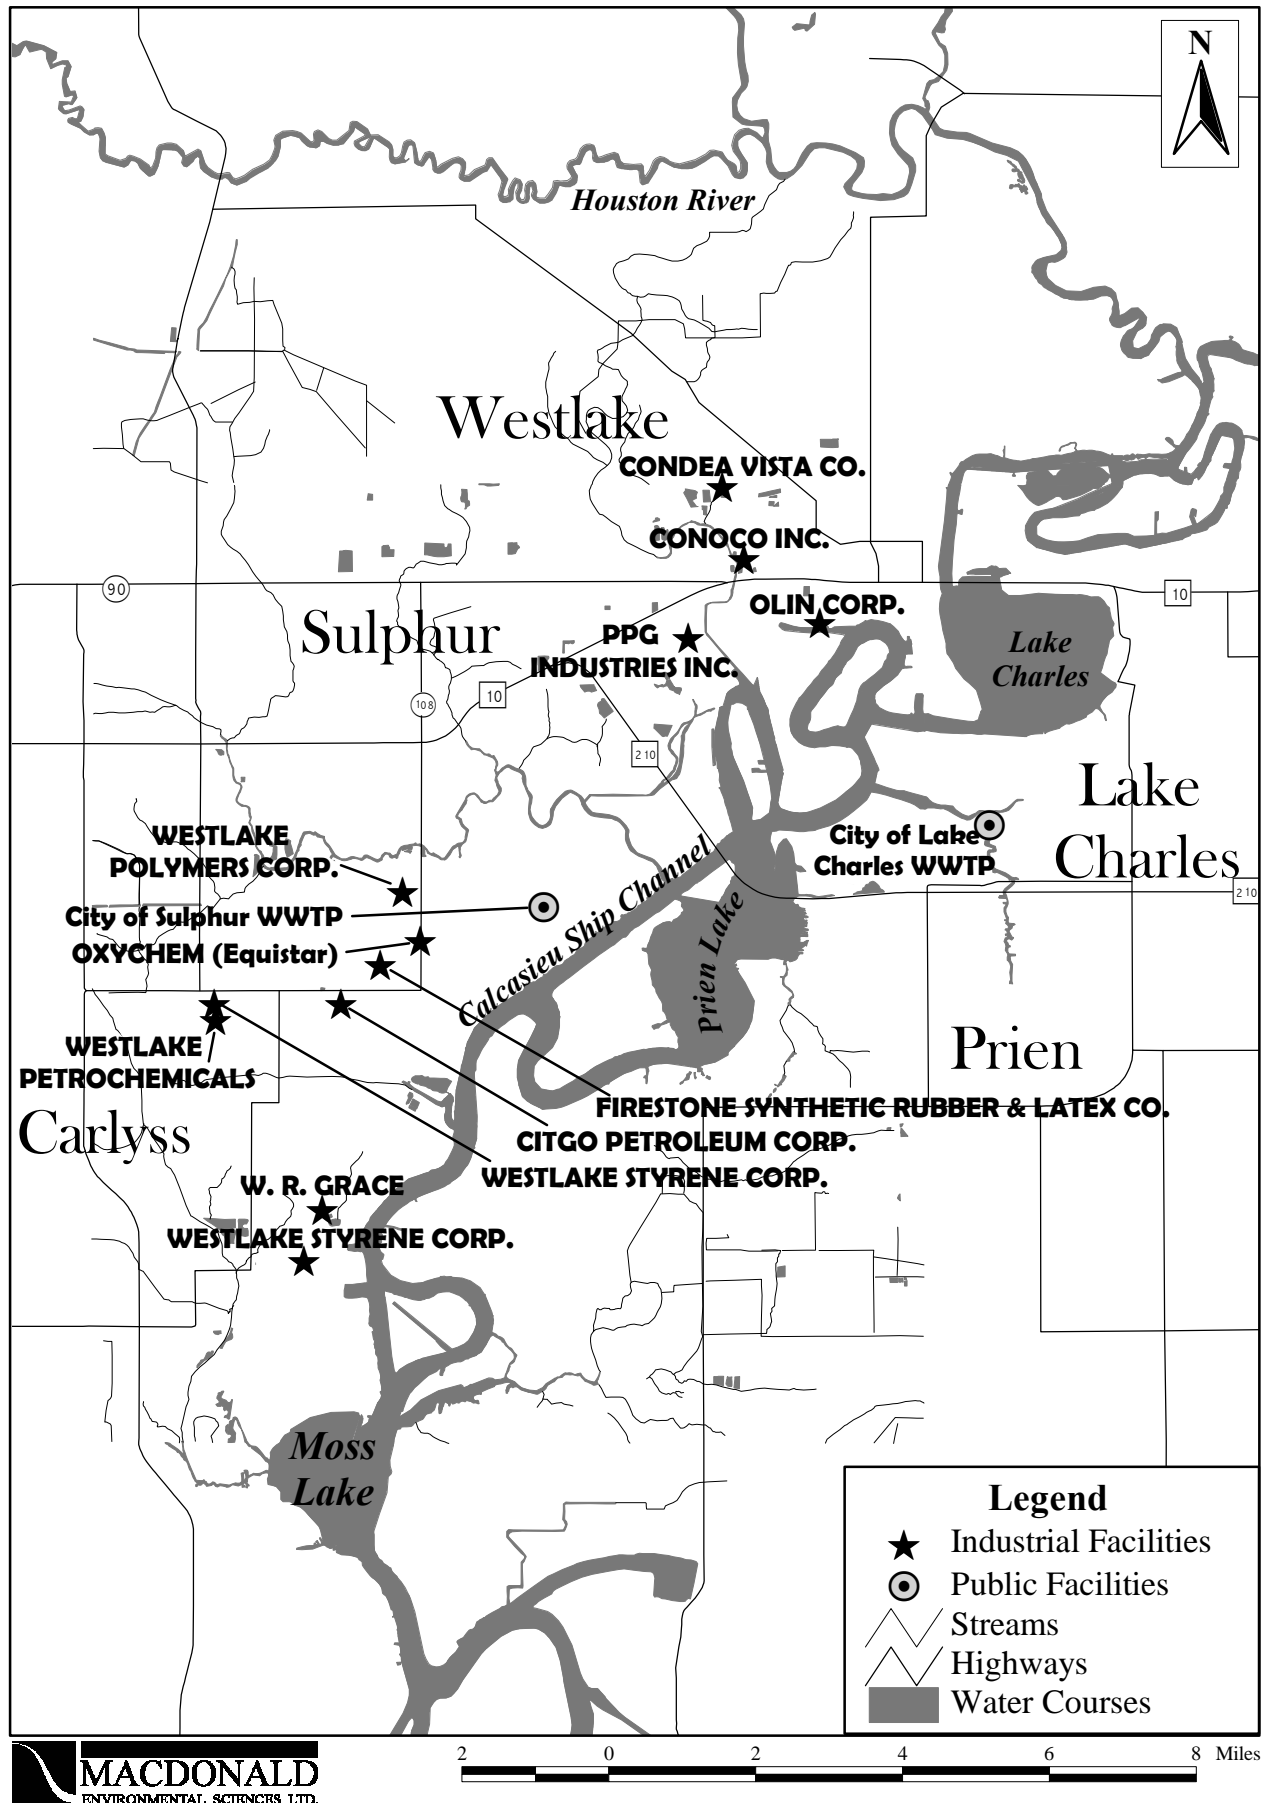 N
Houston River
Westlake
CONDEA VISTA CO.
CONOCO INC.
90
10
OLIN CORP.
Sulphur
PPG
INDUSTRIES INC.
Lake
Charles
10
108
210
Lake
Charles
WESTLAKE
POLYMERS CORP.
City of Lake
Charles WWTP
Calcasieu Ship Channel
Prien Lake
210
City of Sulphur WWTP
OXYCHEM (Equistar)
WESTLAKE
PETROCHEMICALS
Prien
FIRESTONE SYNTHETIC RUBBER & LATEX CO.
Carlyss
CITGO PETROLEUM CORP.
WESTLAKE STYRENE CORP.
W. R. GRACE
WESTLAKE STYRENE CORP.
Moss
Lake
Legend
Industrial Facilities
Public Facilities
Streams
Highways
Water Courses
2 0 2 4 6 8 Miles
MACDONALD
ENVIRONMENTAL SCIENCES LTD.